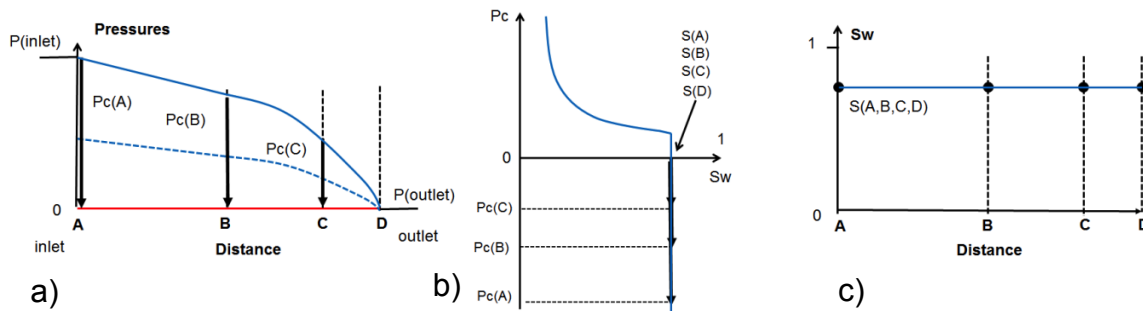 Pressures
P(inlet)
Pc(A)
Pc(B)
Pc(C)
P(outlet)
0
A
B
C
D
inlet
Distance
outlet
a)
Pc
S(A)
S(B)
S(C)
S(D)
1
0
Sw
Pc(C)
Pc(B)
Pc(A)
b)
Sw
1
S(A,B,C,D)
0
A
B
C
D
Distance
c)